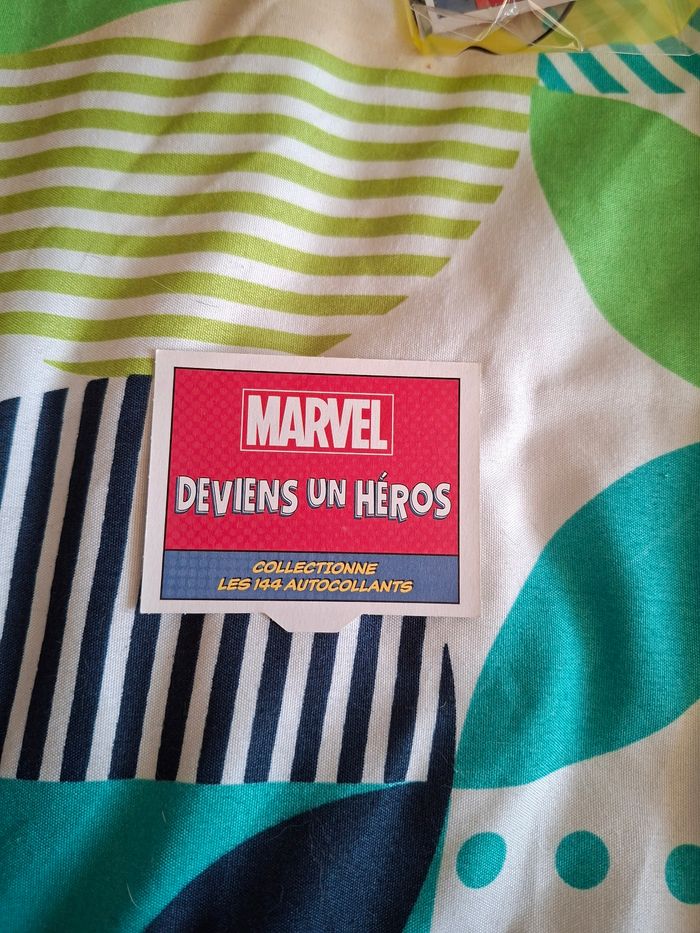 MARVEL
DEVIENS UN HÉROS
COLLECTIONNE
LES 144 AUTOCOLLANTS